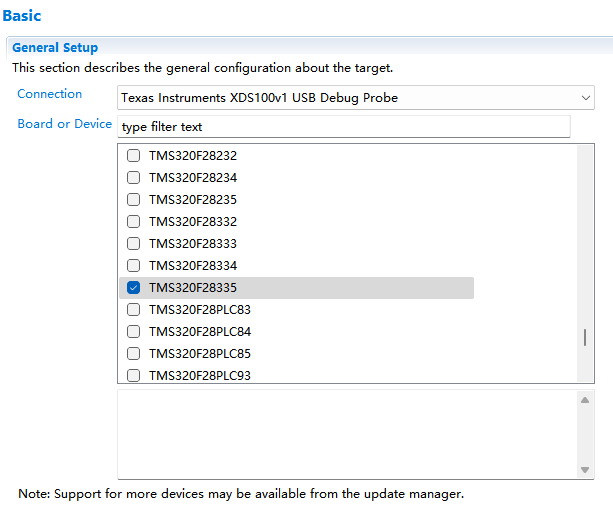 Basic
General Setup
This section describes the general configuration about the target.
Connection Texas Instruments XDS100v1 USB Debug Probe
Board or Device type filter text
TMS320F28232
TMS320F28234
TMS320F28235
TMS320F28332
TMS320F28333
TMS320F28334
TMS320F28335
TMS320F28PLC83
TMS320F28PLC84
TMS320F28PLC85
TMS320F28PLC93
Note: Support for more devices may be available from the update manager.